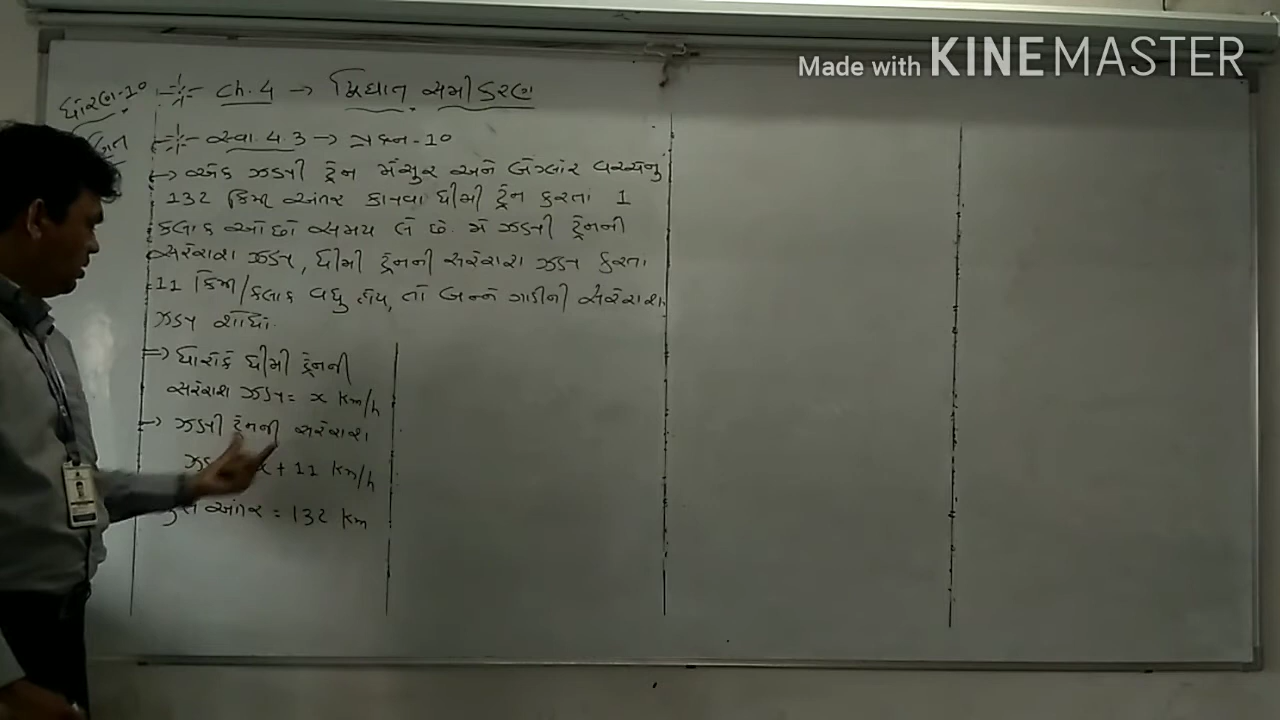 Made with KINEMASTER
ધોરણ-10
Ch.4 → દ્વિઘાત સમીકરણ
સ્વા.4.3 → પ્રશ્ન-10
→ એક ઝડપી ટ્રેન મૈસુર અને બેંગ્લોર વચ્ચેનુ
132 કિમી અંતર કાપવા ધીમી ટ્રેન કરતા 1
કલાક ઓછો સમય લે છે. જો ઝડપી ટ્રેનની
સરેરાશ ઝડપ, ધીમી ટ્રેનની સરેરાશ ઝડપ કરતા
11 કિમી/કલાક વધુ હોય, તો બન્ને ગાડીની સરેરાશ
ઝડપ શોધો.
⇒ ધારોકે ધીમી ટ્રેનની
સરેરાશ ઝડપ = x Km/h
→ ઝડપી ટ્રેનની સરેરાશ
x + 11 Km/h
અંતર = 132 Km